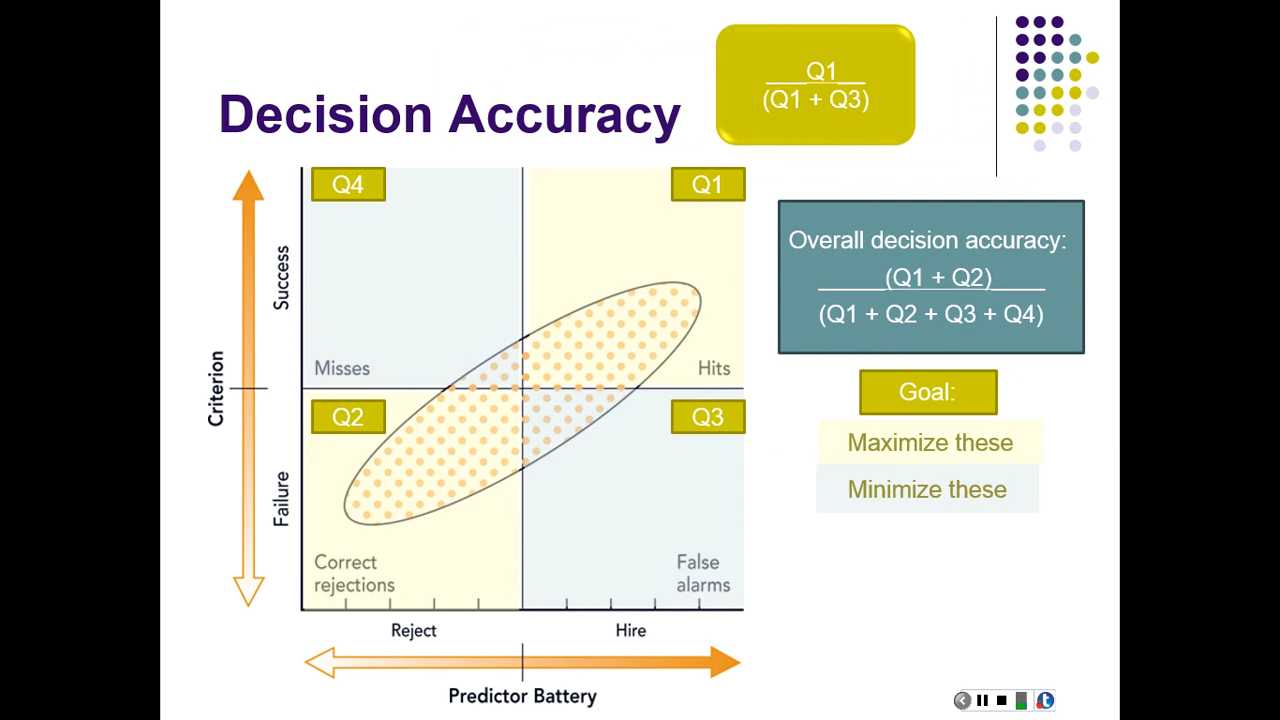 Decision Accuracy
Q1
(Q1 + Q3)
Q4
Q1
Success
Misses
Hits
Criterion
Q2
Q3
Failure
Correct
rejections
False
alarms
Reject
Hire
Predictor Battery
Overall decision accuracy:
(Q1 + Q2)
(Q1 + Q2 + Q3 + Q4)
Goal:
Maximize these
Minimize these
t